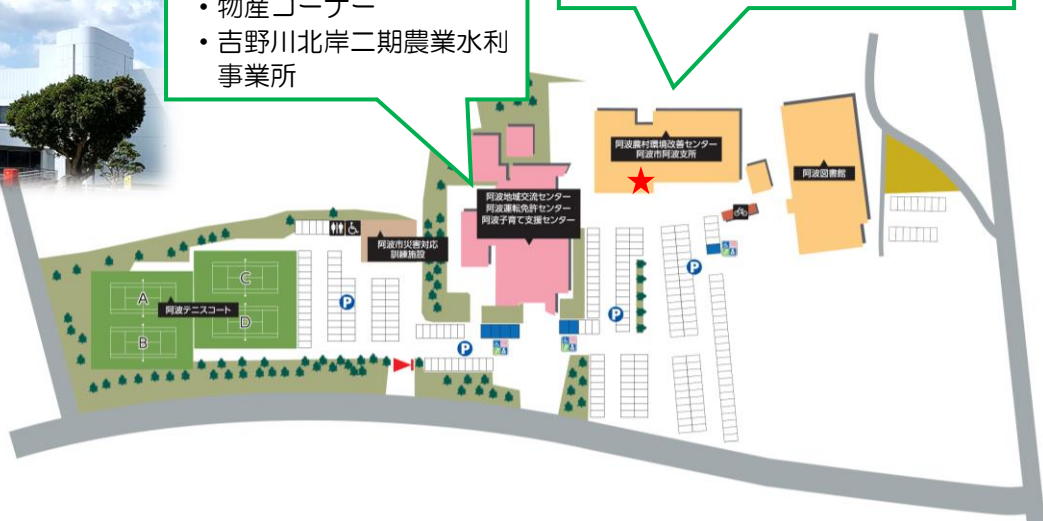 ・物産コーナー
・吉野川北岸二期農業水利
事業所
阿波農村環境改善センター
阿波市阿波支所
阿波図書館
阿波地域交流センター
阿波運転免許センター
阿波子育て支援センター
阿波市災害対応
訓練施設
阿波テニスコート
A
B
C
D
P
P
P